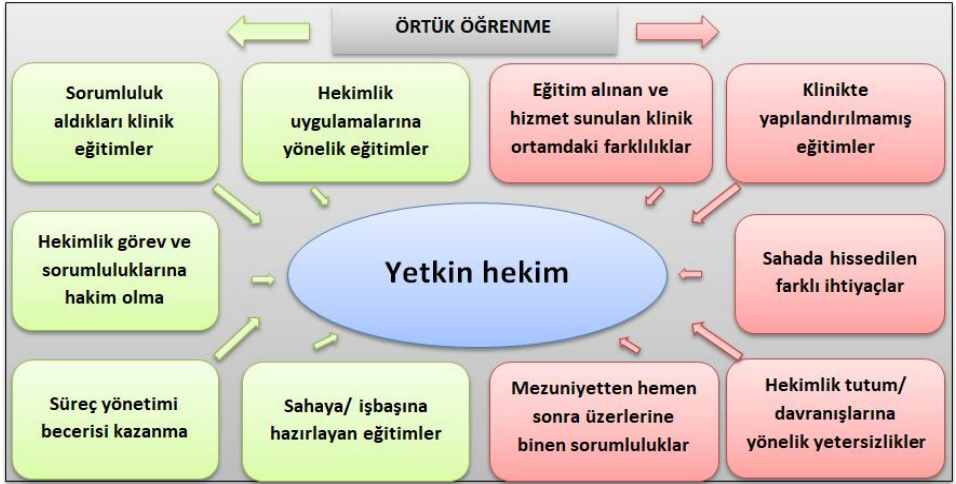 ÖRTÜK ÖĞRENME
Sorumluluk
aldıkları klinik
eğitimler
Hekimlik
uygulamalarına
yönelik eğitimler
Eğitim alınan ve
hizmet sunulan klinik
ortamdaki farklılıklar
Klinikte
yapılandırılmamış
eğitimler
Hekimlik görev ve
sorumluluklarına
hakim olma
Yetkin hekim
Sahada hissedilen
farklı ihtiyaçlar
Süreç yönetimi
becerisi kazanma
Sahaya/ işbaşına
hazırlayan eğitimler
Mezuniyetten hemen
sonra üzerlerine
binen sorumluluklar
Hekimlik tutum/
davranışlarına
yönelik yetersizlikler